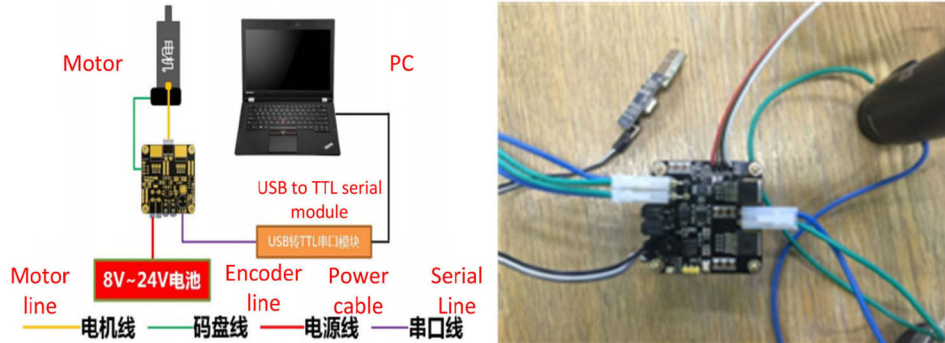 Motor
电机
PC
USB to TTL serial
module
USB转TTL串口模块
8V~24V电池
Motor
line
Encoder
line
Power
cable
Serial
Line
电机线
码盘线
电源线
串口线